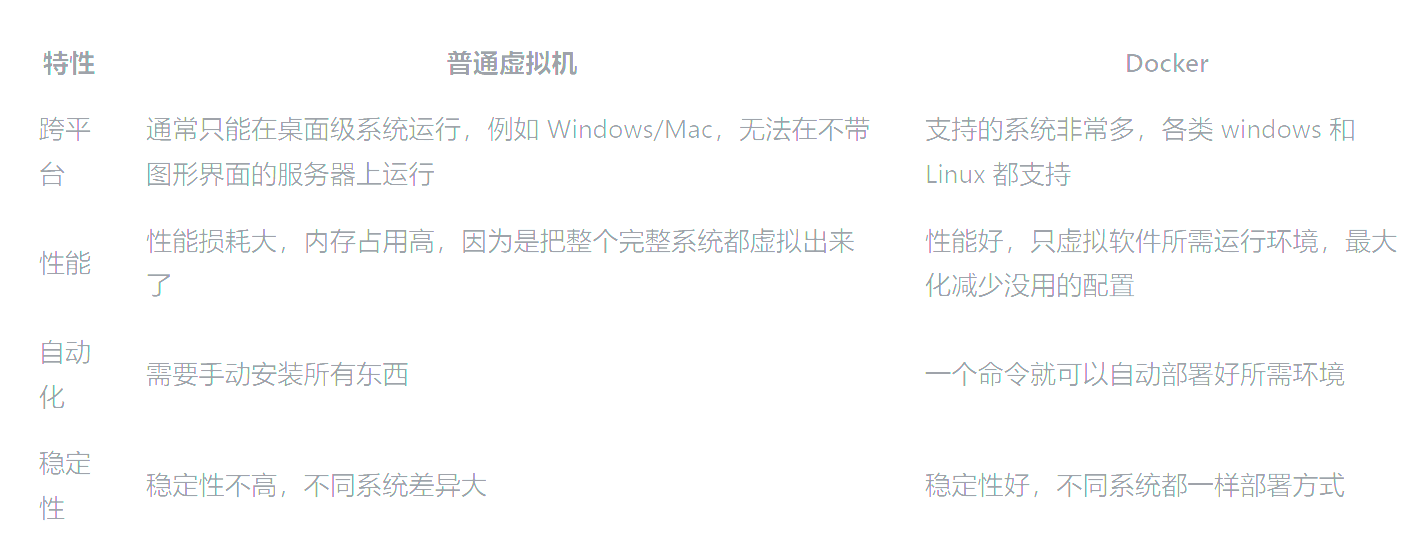 特性 普通虚拟机 Docker
跨平台 通常只能在桌面级系统运行，例如 Windows/Mac，无法在不带图形界面的服务器上运行 支持的系统非常多，各类 windows 和 Linux 都支持
性能 性能损耗大，内存占用高，因为是把整个完整系统都虚拟出来了 性能好，只虚拟软件所需运行环境，最大化减少没用的配置
自动化 需要手动安装所有东西 一个命令就可以自动部署好所需环境
稳定性 稳定性不高，不同系统差异大 稳定性好，不同系统都一样部署方式